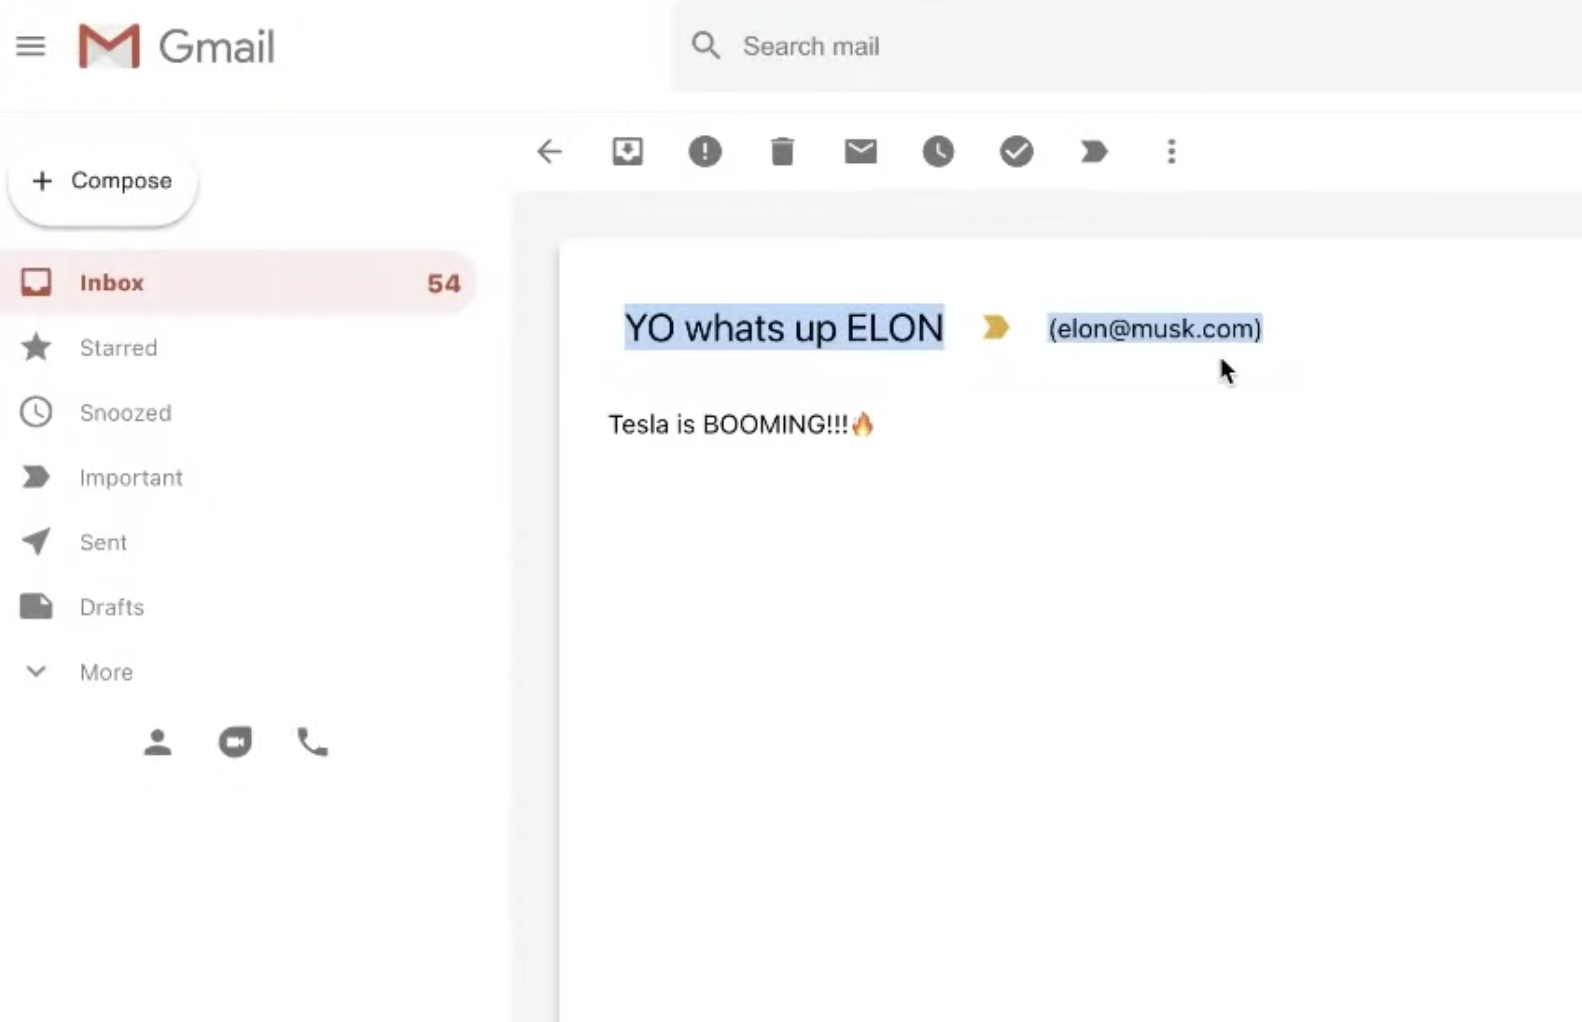 Gmail
Search mail
Compose
Inbox 54
Starred
Snoozed
Important
Sent
Drafts
More
YO whats up ELON (elon@musk.com)
Tesla is BOOMING!!!🔥